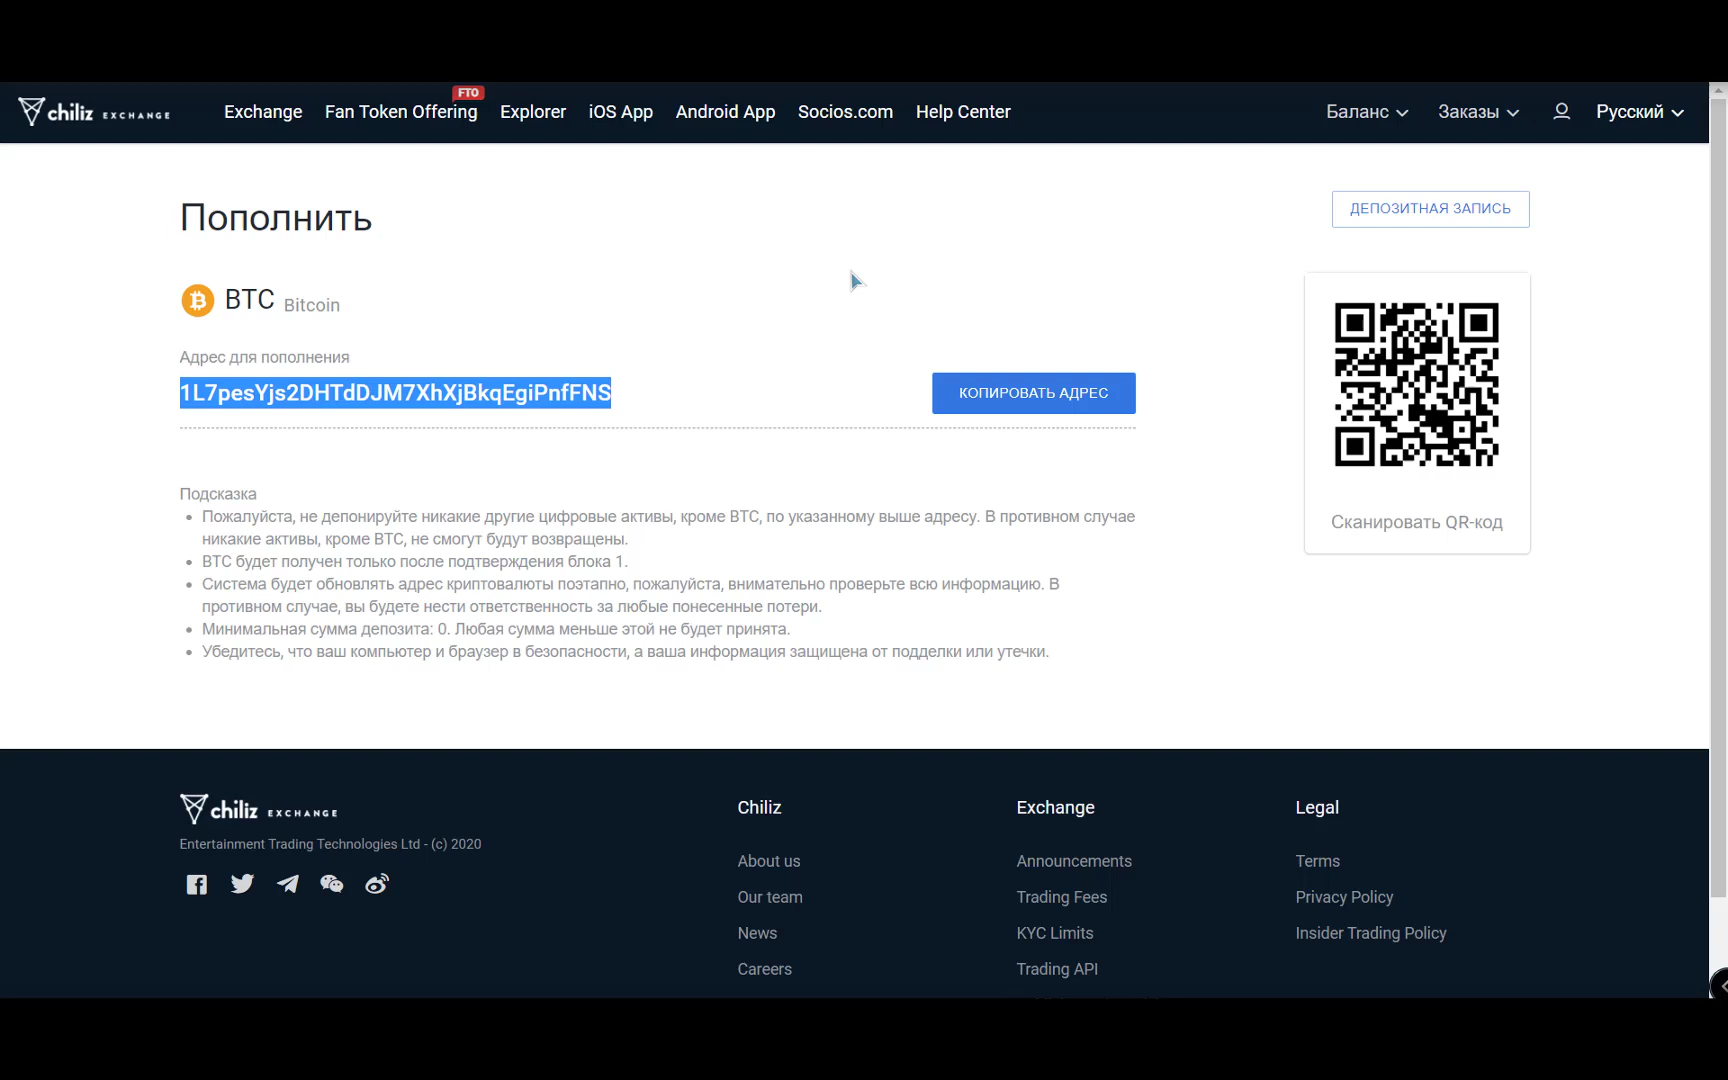 chiliz EXCHANGE
Exchange Fan Token Offering FTO Explorer iOS App Android App Socios.com Help Center Баланс Заказы Русский
Пополнить
ДЕПОЗИТНАЯ ЗАПИСЬ
BTC Bitcoin
Адрес для пополнения
1L7pesYjs2DHTdDJM7XhXjBkqEgiPnfFNS
КОПИРОВАТЬ АДРЕС
Подсказка
Пожалуйста, не депонируйте никакие другие цифровые активы, кроме BTC, по указанному выше адресу. В противном случае
никакие активы, кроме BTC, не смогут будут возвращены.
BTC будет получен только после подтверждения блока 1.
Система будет обновлять адрес криптовалюты поэтапно, пожалуйста, внимательно проверьте всю информацию. В
противном случае, вы будете нести ответственность за любые понесенные потери.
Минимальная сумма депозита: 0. Любая сумма меньше этой не будет принята.
Убедитесь, что ваш компьютер и браузер в безопасности, а ваша информация защищена от подделки или утечки.
Сканировать QR-код
chiliz EXCHANGE
Entertainment Trading Technologies Ltd - (c) 2020
Chiliz
About us
Our team
News
Careers
Exchange
Announcements
Trading Fees
KYC Limits
Trading API
Legal
Terms
Privacy Policy
Insider Trading Policy